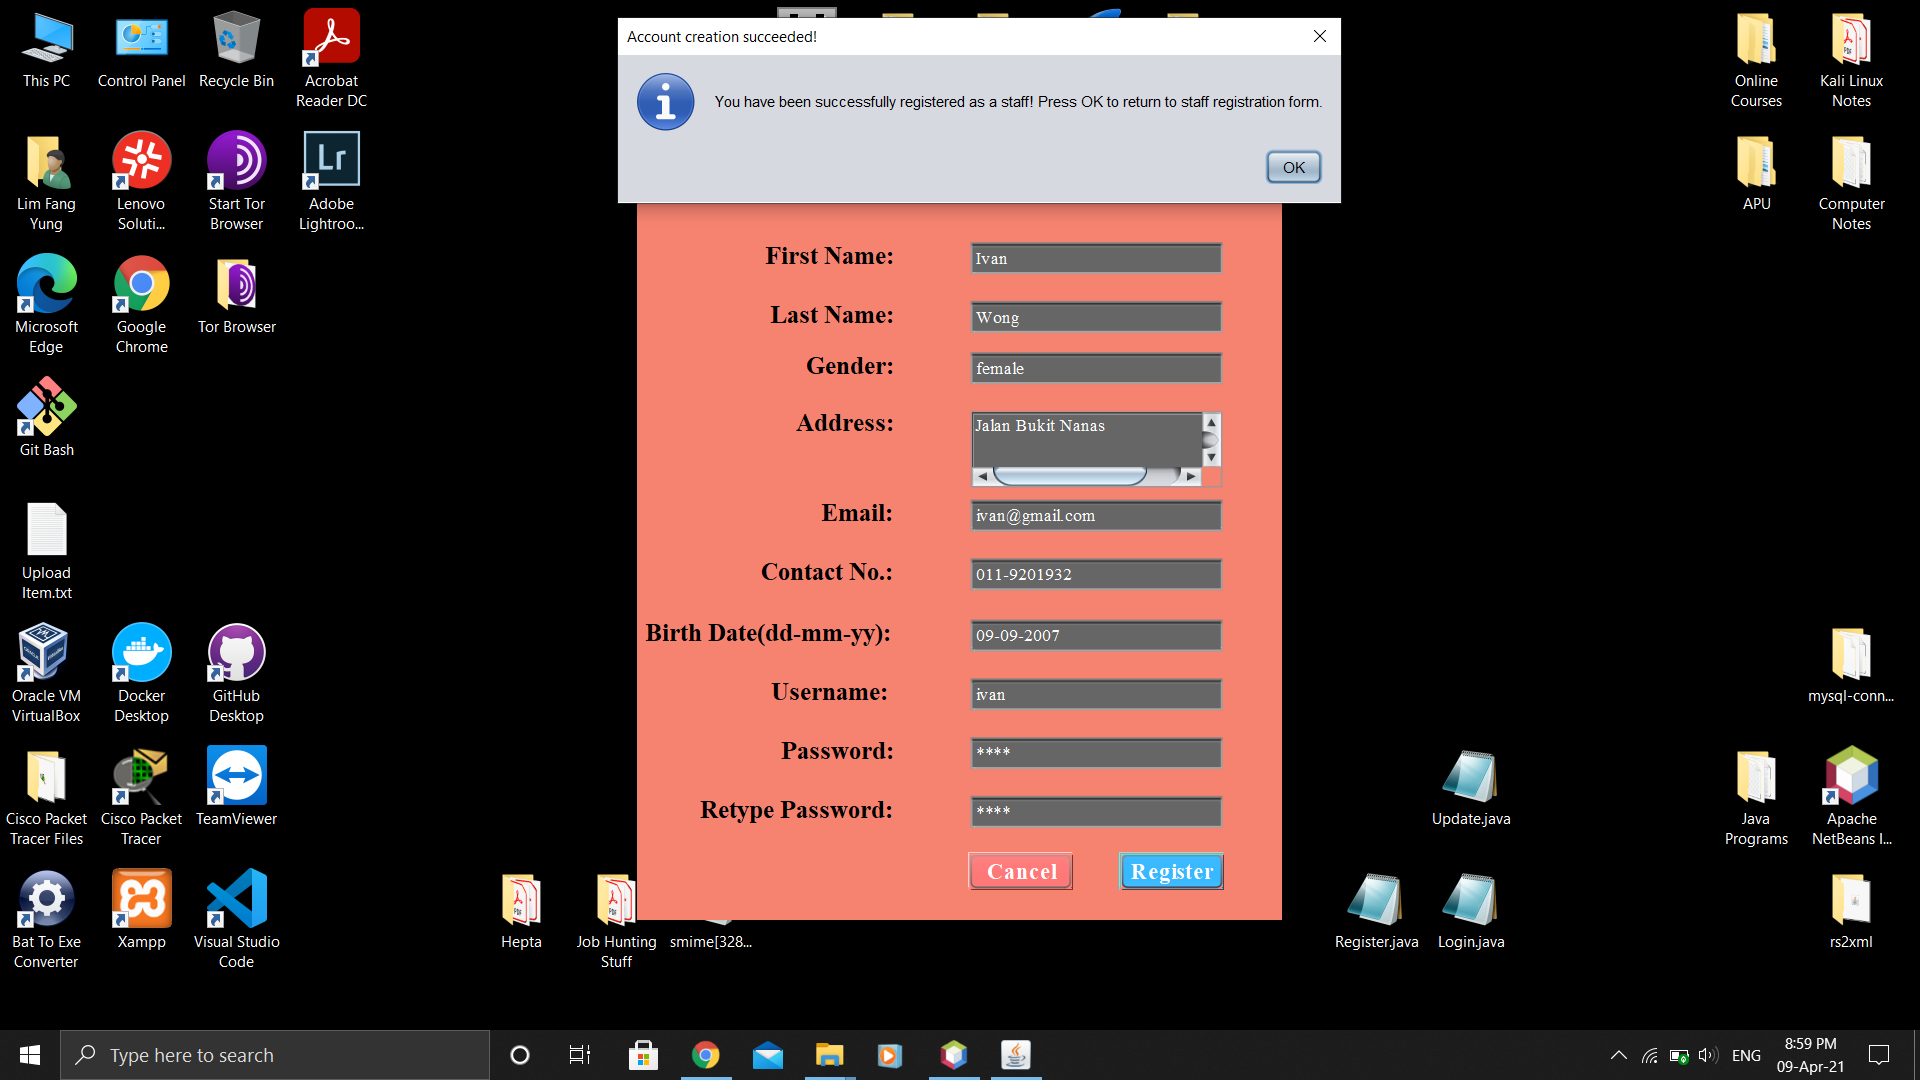 Account creation succeeded!
You have been successfully registered as a staff! Press OK to return to staff registration form.
OK
This PC
Control Panel
Recycle Bin
Acrobat
Reader DC
Online
Courses
Kali Linux
Notes
Lim Fang
Yung
Lenovo
Soluti...
Start Tor
Browser
Lr
Adobe
Lightroo...
APU
Computer
Notes
Microsoft
Edge
Google
Chrome
Tor Browser
Git Bash
Upload
Item.txt
Oracle VM
VirtualBox
Docker
Desktop
GitHub
Desktop
mysql-conn...
Cisco Packet
Tracer Files
Cisco Packet
Tracer
TeamViewer
Update.java
Java
Programs
Apache
NetBeans I...
Bat To Exe
Converter
Xampp
Visual Studio
Code
Hepta
Job Hunting
Stuff
smime[328...
Register.java
Login.java
rs2xml
First Name: Ivan
Last Name: Wong
Gender: female
Address: Jalan Bukit Nanas
Email: ivan@gmail.com
Contact No.: 011-9201932
Birth Date(dd-mm-yy): 09-09-2007
Username: ivan
Password: ****
Retype Password: ****
Cancel
Register
Type here to search
ENG
8:59 PM
09-Apr-21